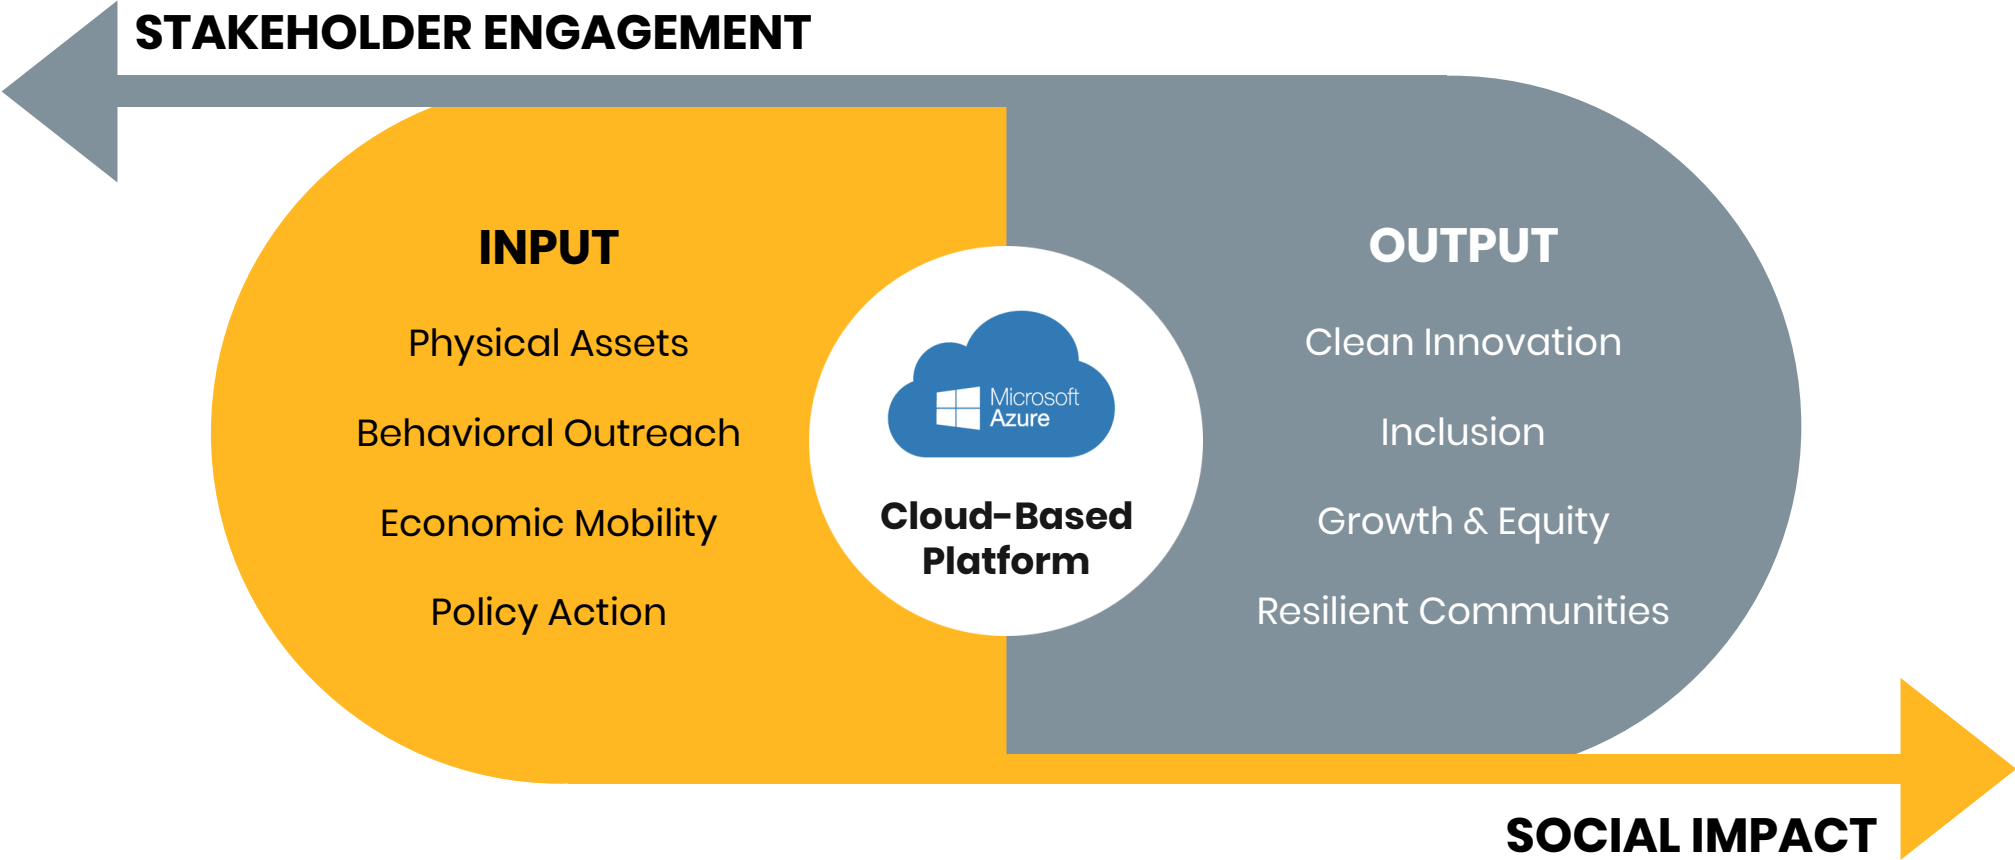 STAKEHOLDER ENGAGEMENT
INPUT
Physical Assets
Behavioral Outreach
Economic Mobility
Policy Action
Microsoft
Azure
Cloud-Based
Platform
OUTPUT
Clean Innovation
Inclusion
Growth & Equity
Resilient Communities
SOCIAL IMPACT